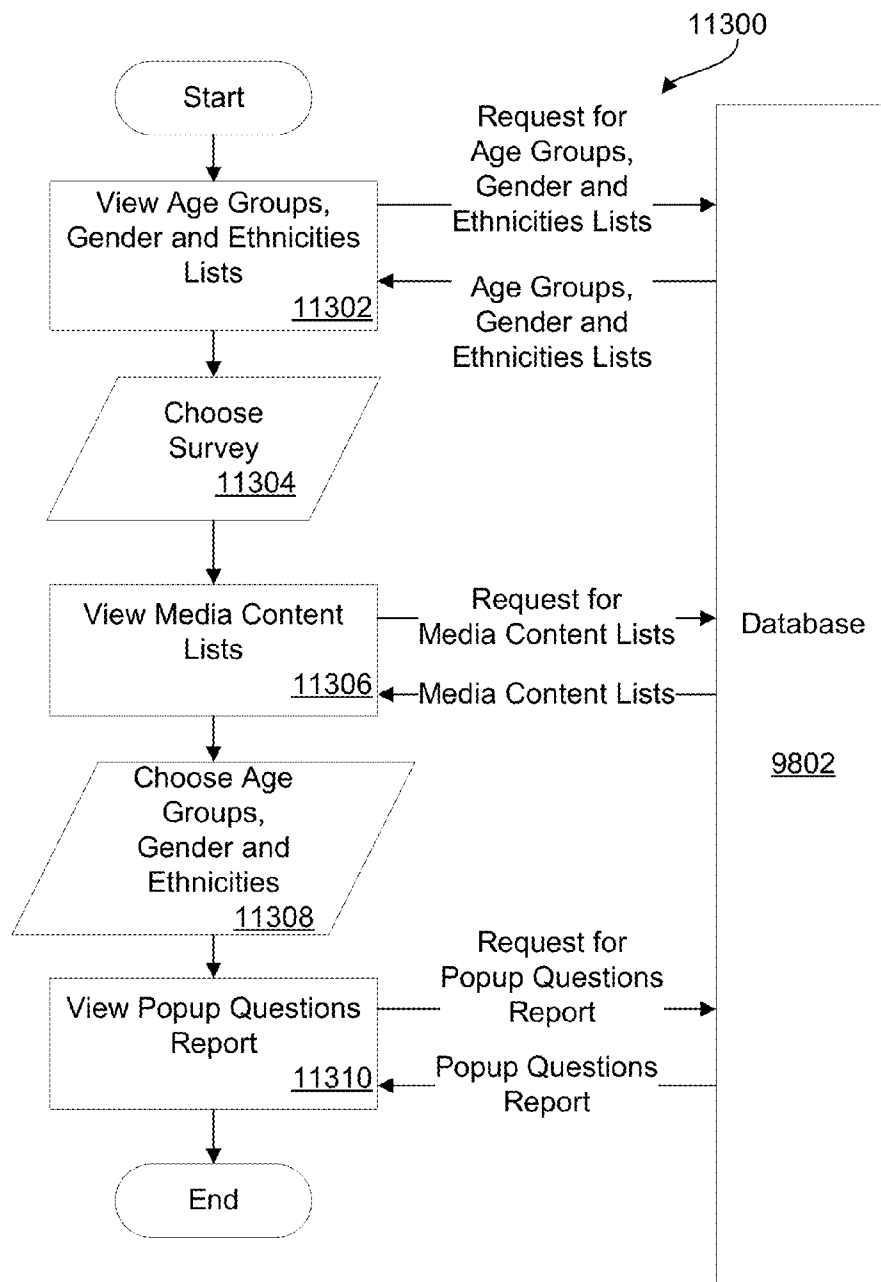 11300
Start
Request for
Age Groups,
Gender and
Ethnicities Lists
View Age Groups,
Gender and Ethnicities
Lists
11302
Age Groups,
Gender and
Ethnicities Lists
Choose
Survey
11304
View Media Content
Lists
11306
Request for
Media Content Lists
Media Content Lists
Database
9802
Choose Age
Groups,
Gender and
Ethnicities
11308
View Popup Questions
Report
11310
Request for
Popup Questions
Report
Popup Questions
Report
End